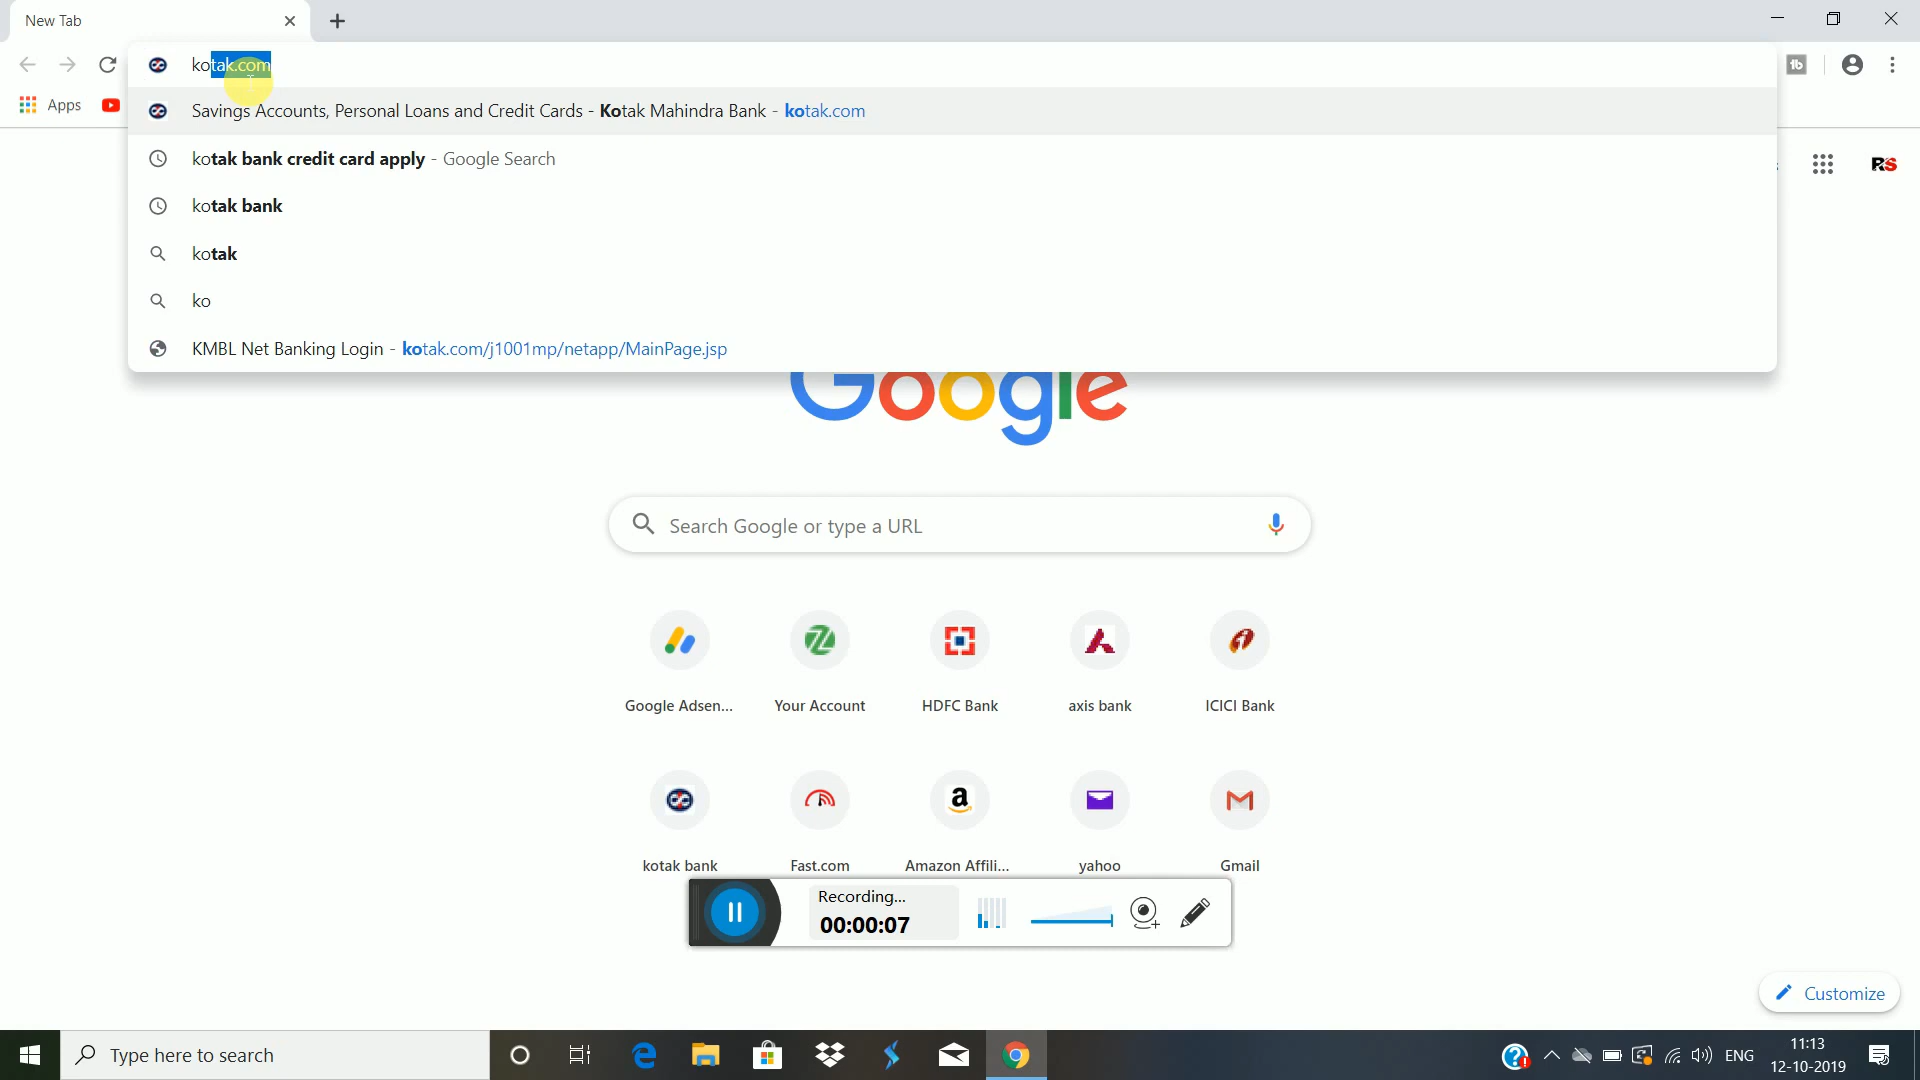 New Tab
kotak.com
Apps
Savings Accounts, Personal Loans and Credit Cards - Kotak Mahindra Bank - kotak.com
kotak bank credit card apply - Google Search
kotak bank
kotak
ko
KMBL Net Banking Login - kotak.com/j1001mp/netapp/MainPage.jsp
RS
Google
Search Google or type a URL
Google Adsen...
Your Account
HDFC Bank
axis bank
ICICI Bank
kotak bank
Fast.com
Amazon Affili...
yahoo
Gmail
Recording...
00:00:07
Customize
Type here to search
ENG
11:13
12-10-2019